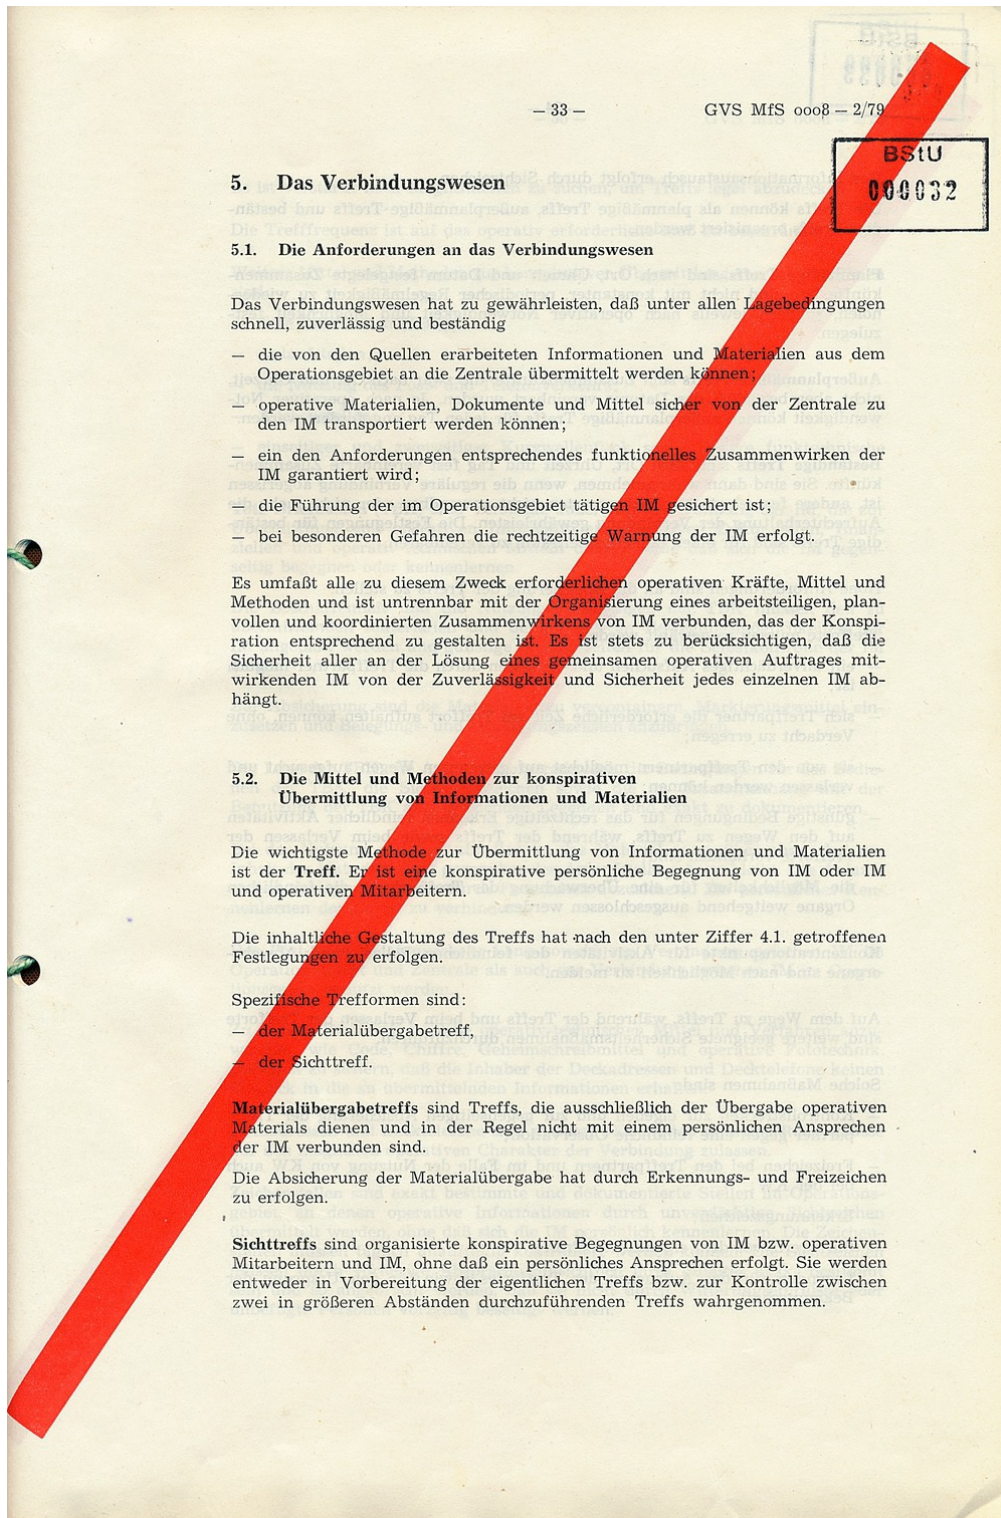 — 33 —
GVS MfS ooo8 — 2/79
BStU
000032
5. Das Verbindungswesen
5.1. Die Anforderungen an das Verbindungswesen
Das Verbindungswesen hat zu gewährleisten, daß unter allen Lagebedingungen
schnell, zuverlässig und beständig
— die von den Quellen erarbeiteten Informationen und Materialien aus dem
Operationsgebiet an die Zentrale übermittelt werden können;
— operative Materialien, Dokumente und Mittel sicher von der Zentrale zu
den IM transportiert werden können;
— ein den Anforderungen entsprechendes funktionelles Zusammenwirken der
IM garantiert wird;
— die Führung der im Operationsgebiet tätigen IM gesichert ist;
— bei besonderen Gefahren die rechtzeitige Warnung der IM erfolgt.
Es umfaßt alle zu diesem Zweck erforderlichen operativen Kräfte, Mittel und
Methoden und ist untrennbar mit der Organisierung eines arbeitsteiligen, plan-
vollen und koordinierten Zusammenwirkens von IM verbunden, das der Konspi-
ration entsprechend zu gestalten ist. Es ist stets zu berücksichtigen, daß die
Sicherheit aller an der Lösung eines gemeinsamen operativen Auftrages mit-
wirkenden IM von der Zuverlässigkeit und Sicherheit jedes einzelnen IM ab-
hängt.
5.2. Die Mittel und Methoden zur konspirativen
Übermittlung von Informationen und Materialien
Die wichtigste Methode zur Übermittlung von Informationen und Materialien
ist der Treff. Er ist eine konspirative persönliche Begegnung von IM oder IM
und operativen Mitarbeitern.
Die inhaltliche Gestaltung des Treffs hat nach den unter Ziffer 4.1. getroffenen
Festlegungen zu erfolgen.
Spezifische Trefformen sind:
— der Materialübergabetreff,
— der Sichttreff.
Materialübergabetreffs sind Treffs, die ausschließlich der Übergabe operativen
Materials dienen und in der Regel nicht mit einem persönlichen Ansprechen
der IM verbunden sind.
Die Absicherung der Materialübergabe hat durch Erkennungs- und Freizeichen
zu erfolgen.
Sichttreffs sind organisierte konspirative Begegnungen von IM bzw. operativen
Mitarbeitern und IM, ohne daß ein persönliches Ansprechen erfolgt. Sie werden
entweder in Vorbereitung der eigentlichen Treffs bzw. zur Kontrolle zwischen
zwei in größeren Abständen durchzuführenden Treffs wahrgenommen.